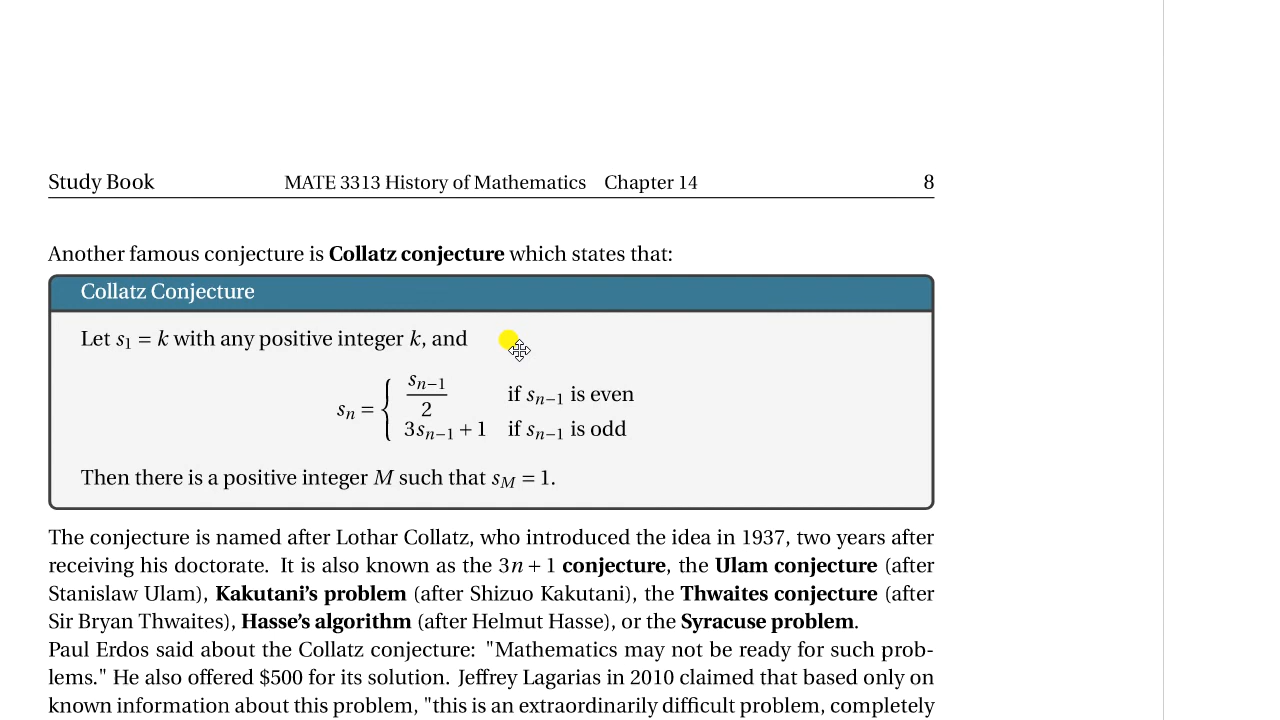 Study Book MATE 3313 History of Mathematics Chapter 14 8
Another famous conjecture is Collatz conjecture which states that:
Collatz Conjecture
Let s₁ = k with any positive integer k, and
sₙ = { sₙ₋₁/2 if sₙ₋₁ is even
3sₙ₋₁ + 1 if sₙ₋₁ is odd
Then there is a positive integer M such that s_M = 1.
The conjecture is named after Lothar Collatz, who introduced the idea in 1937, two years after
receiving his doctorate. It is also known as the 3n + 1 conjecture, the Ulam conjecture (after
Stanislaw Ulam), Kakutani's problem (after Shizuo Kakutani), the Thwaites conjecture (after
Sir Bryan Thwaites), Hasse's algorithm (after Helmut Hasse), or the Syracuse problem.
Paul Erdos said about the Collatz conjecture: "Mathematics may not be ready for such prob-
lems." He also offered $500 for its solution. Jeffrey Lagarias in 2010 claimed that based only on
known information about this problem, "this is an extraordinarily difficult problem, completely